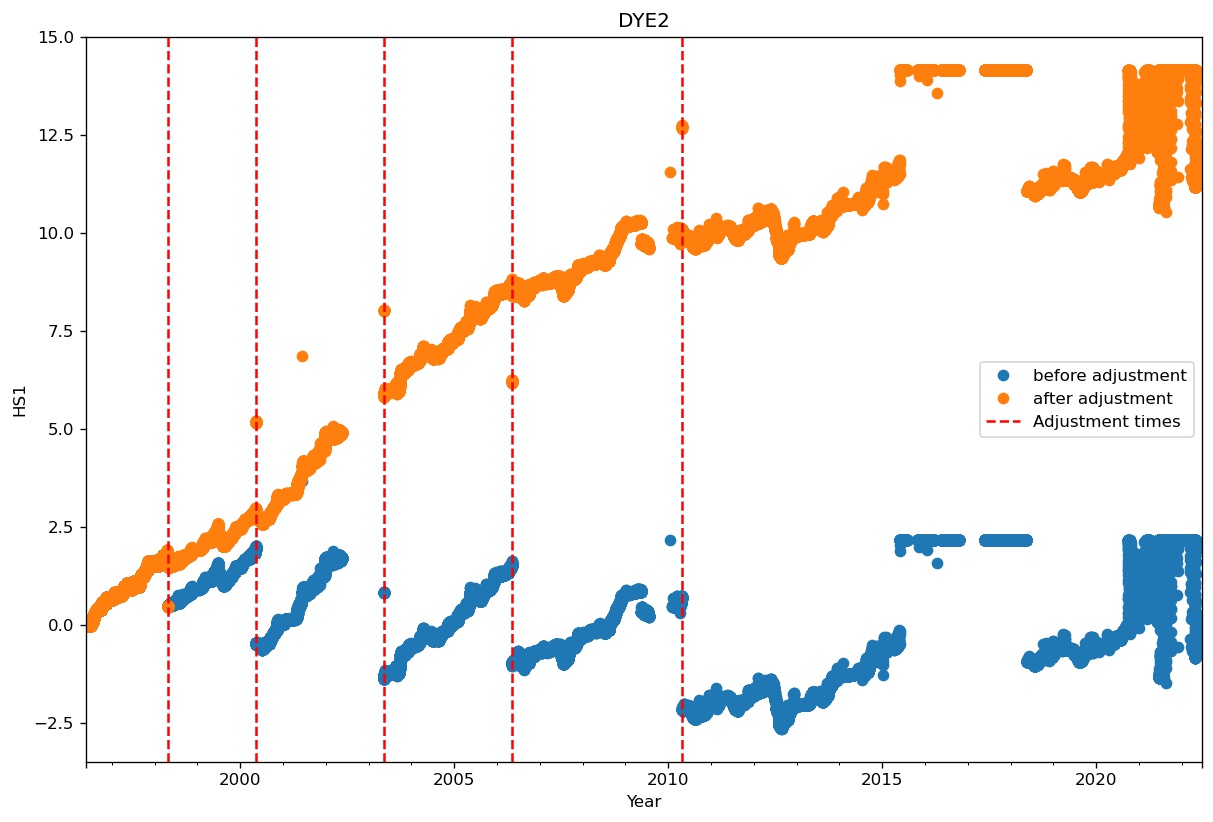 DYE2
15.0
12.5
10.0
7.5
5.0
2.5
0.0
−2.5
HS1
before adjustment
after adjustment
Adjustment times
2000 2005 2010 2015 2020
Year